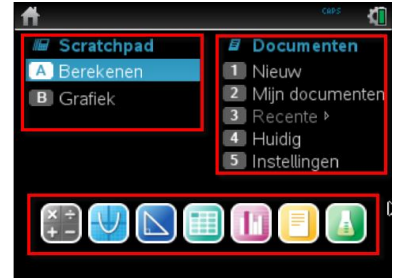 CAPS
Scratchpad
A Berekenen
B Grafiek
Documenten
1 Nieuw
2 Mijn documenten
3 Recente ▸
4 Huidig
5 Instellingen